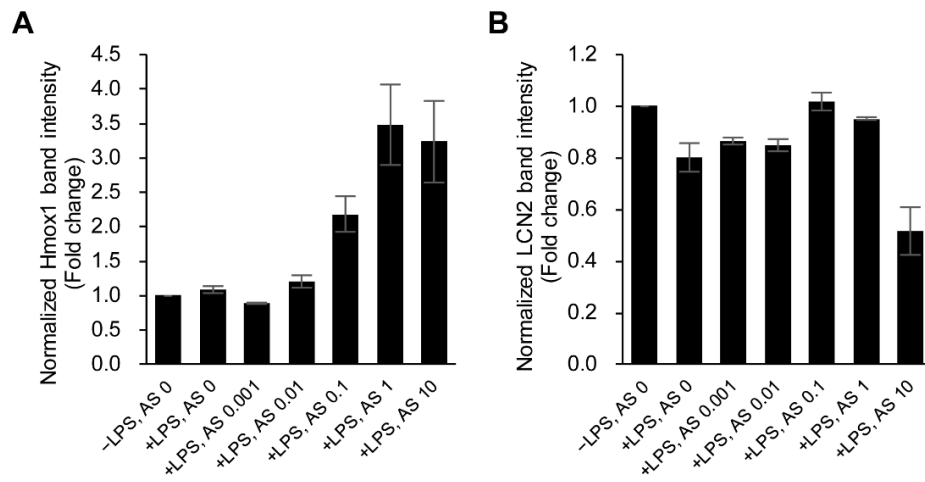 A
Normalized Hmox1 band intensity
(Fold change)
4.5
4.0
3.5
3.0
2.5
2.0
1.5
1.0
0.5
0.0
−LPS, AS 0
+LPS, AS 0
+LPS, AS 0.001
+LPS, AS 0.01
+LPS, AS 0.1
+LPS, AS 1
+LPS, AS 10
B
Normalized LCN2 band intensity
(Fold change)
1.2
1.0
0.8
0.6
0.4
0.2
0.0
−LPS, AS 0
+LPS, AS 0
+LPS, AS 0.001
+LPS, AS 0.01
+LPS, AS 0.1
+LPS, AS 1
+LPS, AS 10